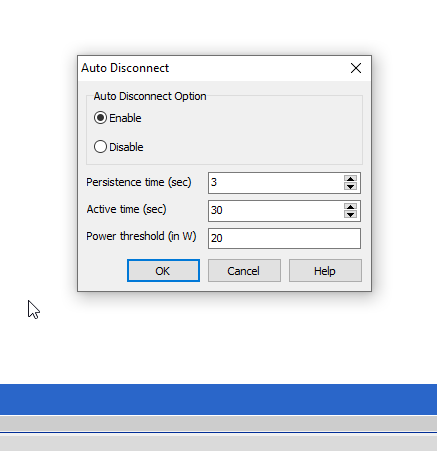 Auto Disconnect
Auto Disconnect Option
Enable
Disable
Persistence time (sec) 3
Active time (sec) 30
Power threshold (in W) 20
OK Cancel Help